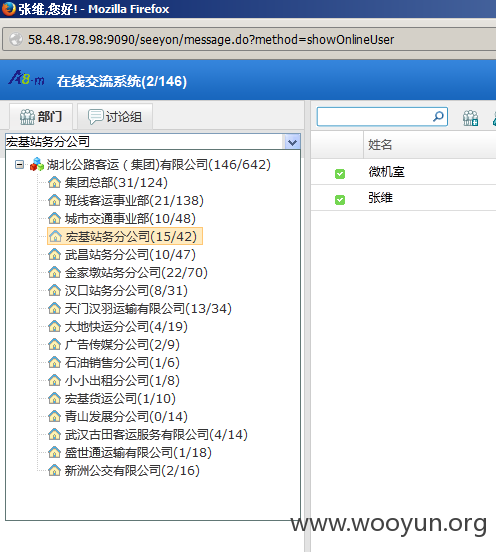 张维,您好! - Mozilla Firefox
58.48.178.98:9090/seeyon/message.do?method=showOnlineUser
A8-m 在线交流系统(2/146)
部门 讨论组
宏基站务分公司
湖北公路客运（集团)有限公司(146/642)
集团总部(31/124)
班线客运事业部(21/138)
城市交通事业部(10/48)
宏基站务分公司(15/42)
武昌站务分公司(10/47)
金家墩站务分公司(22/70)
汉口站务分公司(8/31)
天门汉羽运输有限公司(13/34)
大地快运分公司(4/19)
广告传媒分公司(2/9)
石油销售分公司(1/6)
小小出租分公司(1/8)
宏基货运公司(1/10)
青山发展分公司(0/14)
武汉古田客运服务有限公司(4/14)
盛世通运输有限公司(1/18)
新洲公交有限公司(2/16)
姓名
微机室
张维
www.wooyun.org